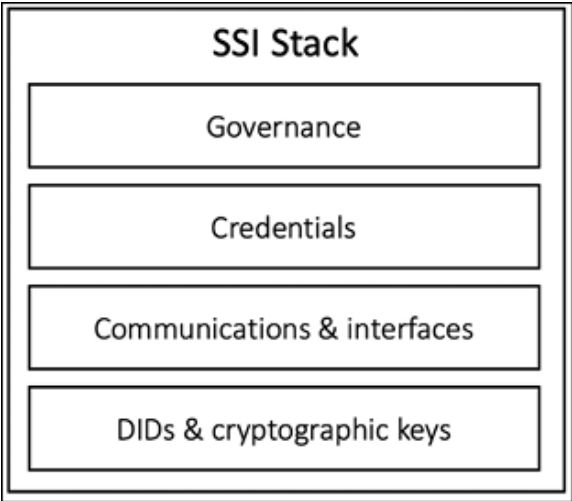 SSI Stack
Governance
Credentials
Communications & interfaces
DIDs & cryptographic keys